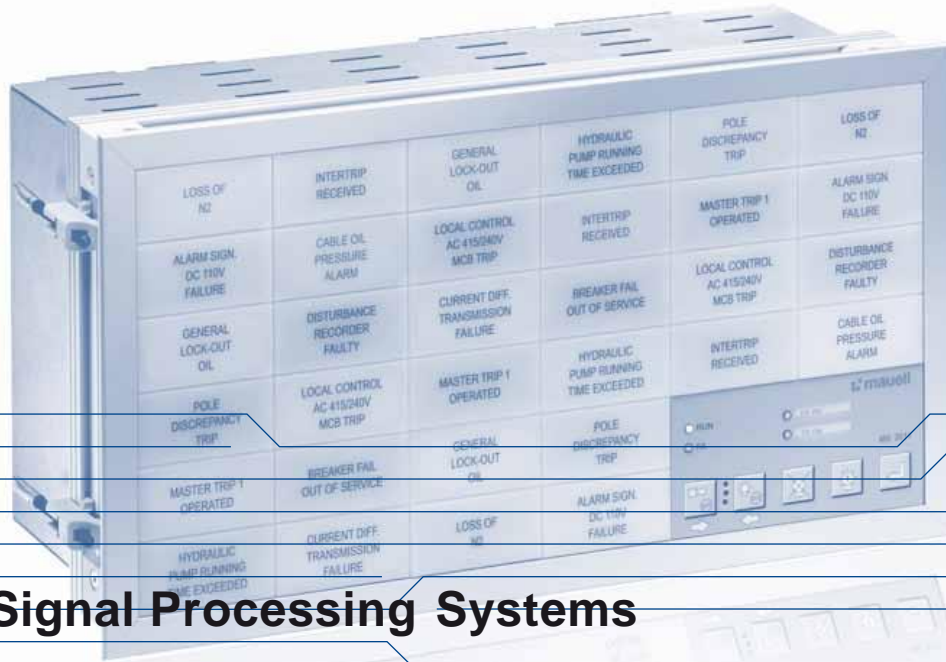 LOSS OF
N2
INTERTRIP
RECEIVED
GENERAL
LOCK-OUT
OIL
HYDRAULIC
PUMP RUNNING
TIME EXCEEDED
POLE
DISCREPANCY
TRIP
LOSS OF
N2
ALARM SIGN.
DC 110V
FAILURE
CABLE OIL
PRESSURE
ALARM
LOCAL CONTROL
AC 415/240V
MCB TRIP
INTERTRIP
RECEIVED
MASTER TRIP 1
OPERATED
ALARM SIGN
DC 110V
FAILURE
GENERAL
LOCK-OUT
OIL
DISTURBANCE
RECORDER
FAULTY
CURRENT DIFF.
TRANSMISSION
FAILURE
BREAKER FAIL
OUT OF SERVICE
LOCAL CONTROL
AC 415/240V
MCB TRIP
DISTURBANCE
RECORDER
FAULTY
POLE
DISCREPANCY
TRIP
LOCAL CONTROL
AC 415/240V
MCB TRIP
MASTER TRIP 1
OPERATED
HYDRAULIC
PUMP RUNNING
TIME EXCEEDED
INTERTRIP
RECEIVED
CABLE OIL
PRESSURE
ALARM
MASTER TRIP 1
OPERATED
BREAKER FAIL
OUT OF SERVICE
GENERAL
LOCK-OUT
OIL
POLE
DISCREPANCY
TRIP
mauell
RUN
HYDRAULIC
PUMP RUNNING
TIME EXCEEDED
CURRENT DIFF.
TRANSMISSION
FAILURE
LOSS OF
N2
ALARM SIGN.
DC 110V
FAILURE
Signal Processing Systems